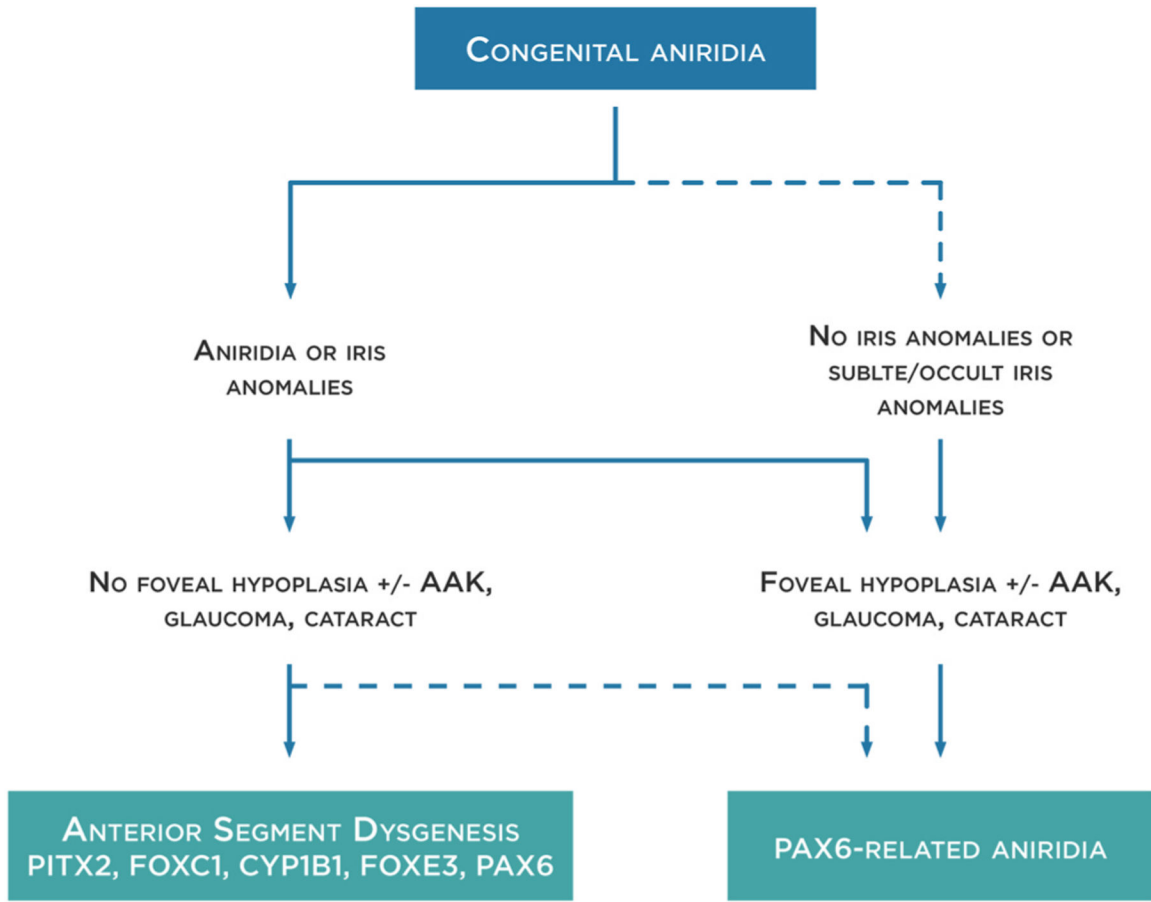 Congenital aniridia
Aniridia or iris
anomalies
No iris anomalies or
sublte/occult iris
anomalies
No foveal hypoplasia +/- AAK,
glaucoma, cataract
Foveal hypoplasia +/- AAK,
glaucoma, cataract
Anterior Segment Dysgenesis
PITX2, FOXC1, CYP1B1, FOXE3, PAX6
PAX6-related aniridia